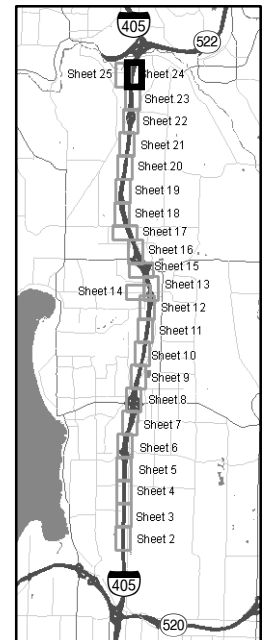 405
522
Sheet 25 Sheet 24
Sheet 23
Sheet 22
Sheet 21
Sheet 20
Sheet 19
Sheet 18
Sheet 17
Sheet 16
Sheet 15
Sheet 13
Sheet 14
Sheet 12
Sheet 11
Sheet 10
Sheet 9
Sheet 8
Sheet 7
Sheet 6
Sheet 5
Sheet 4
Sheet 3
Sheet 2
405
520